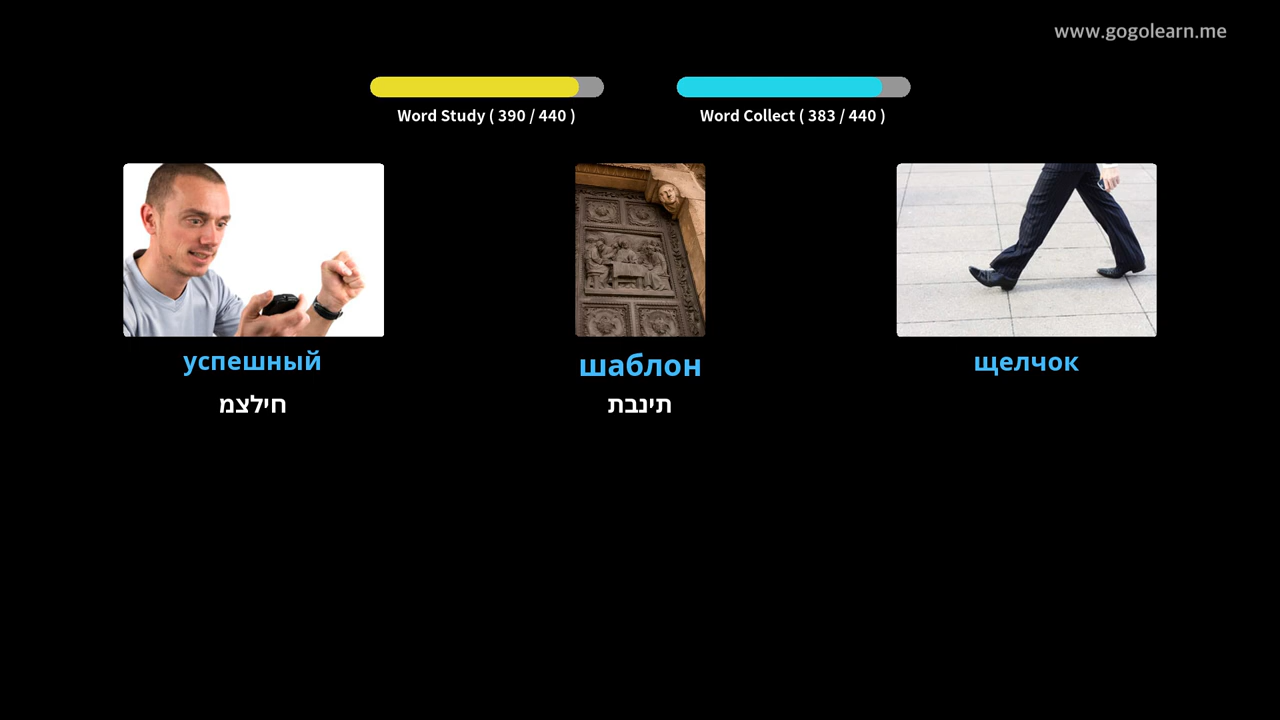 www.gogolearn.me
Word Study ( 390 / 440 )
Word Collect ( 383 / 440 )
успешный
חילצמ
шаблон
תינבת
щелчок